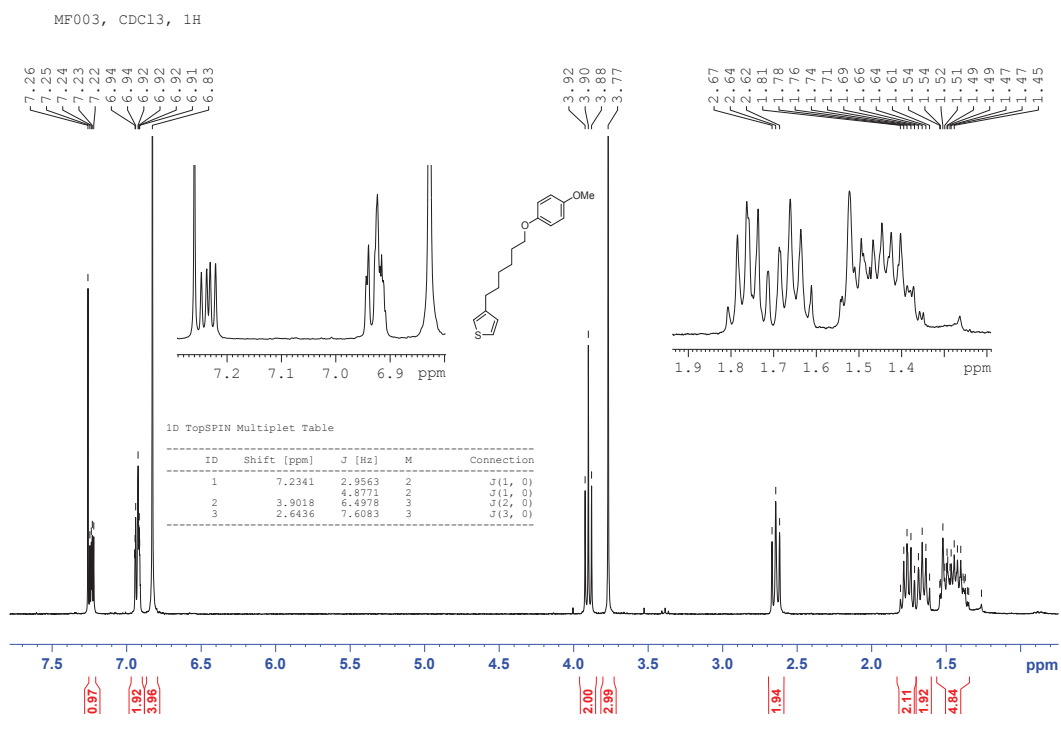 MF003, CDCl3, 1H
7.26 7.25 7.24 7.23 7.22 6.94 6.94 6.92 6.92 6.92 6.91 6.83 3.92 3.90 3.88 3.77 2.67 2.64 2.62 1.81 1.78 1.76 1.74 1.71 1.69 1.66 1.64 1.61 1.54 1.54 1.52 1.51 1.49 1.49 1.47 1.47 1.45
OMe
O
S
7.2 7.1 7.0 6.9 ppm
1.9 1.8 1.7 1.6 1.5 1.4 ppm
1D TopSPIN Multiplet Table
ID Shift [ppm] J [Hz] M Connection
1 7.2341 2.9563 2 J(1, 0)
4.8771 2 J(1, 0)
2 3.9018 6.4978 3 J(2, 0)
3 2.6436 7.6083 3 J(3, 0)
7.5 7.0 6.5 6.0 5.5 5.0 4.5 4.0 3.5 3.0 2.5 2.0 1.5 ppm
0.97 1.92 3.96 2.00 2.99 1.94 2.11 1.92 4.84